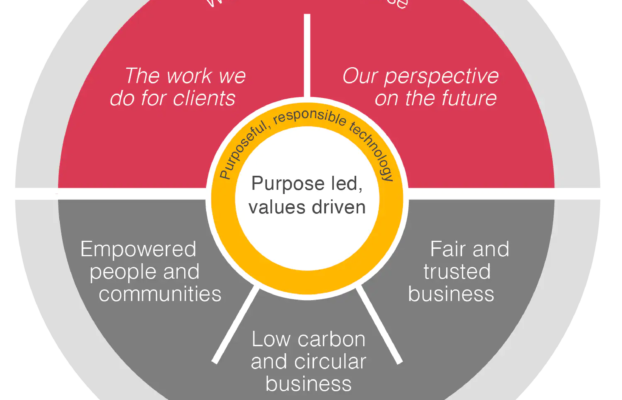 The work we
do for clients
Our perspective
on the future
Purposeful, responsible technology
Purpose led,
values driven
Empowered
people and
communities
Fair and
trusted
business
Low carbon
and circular
business